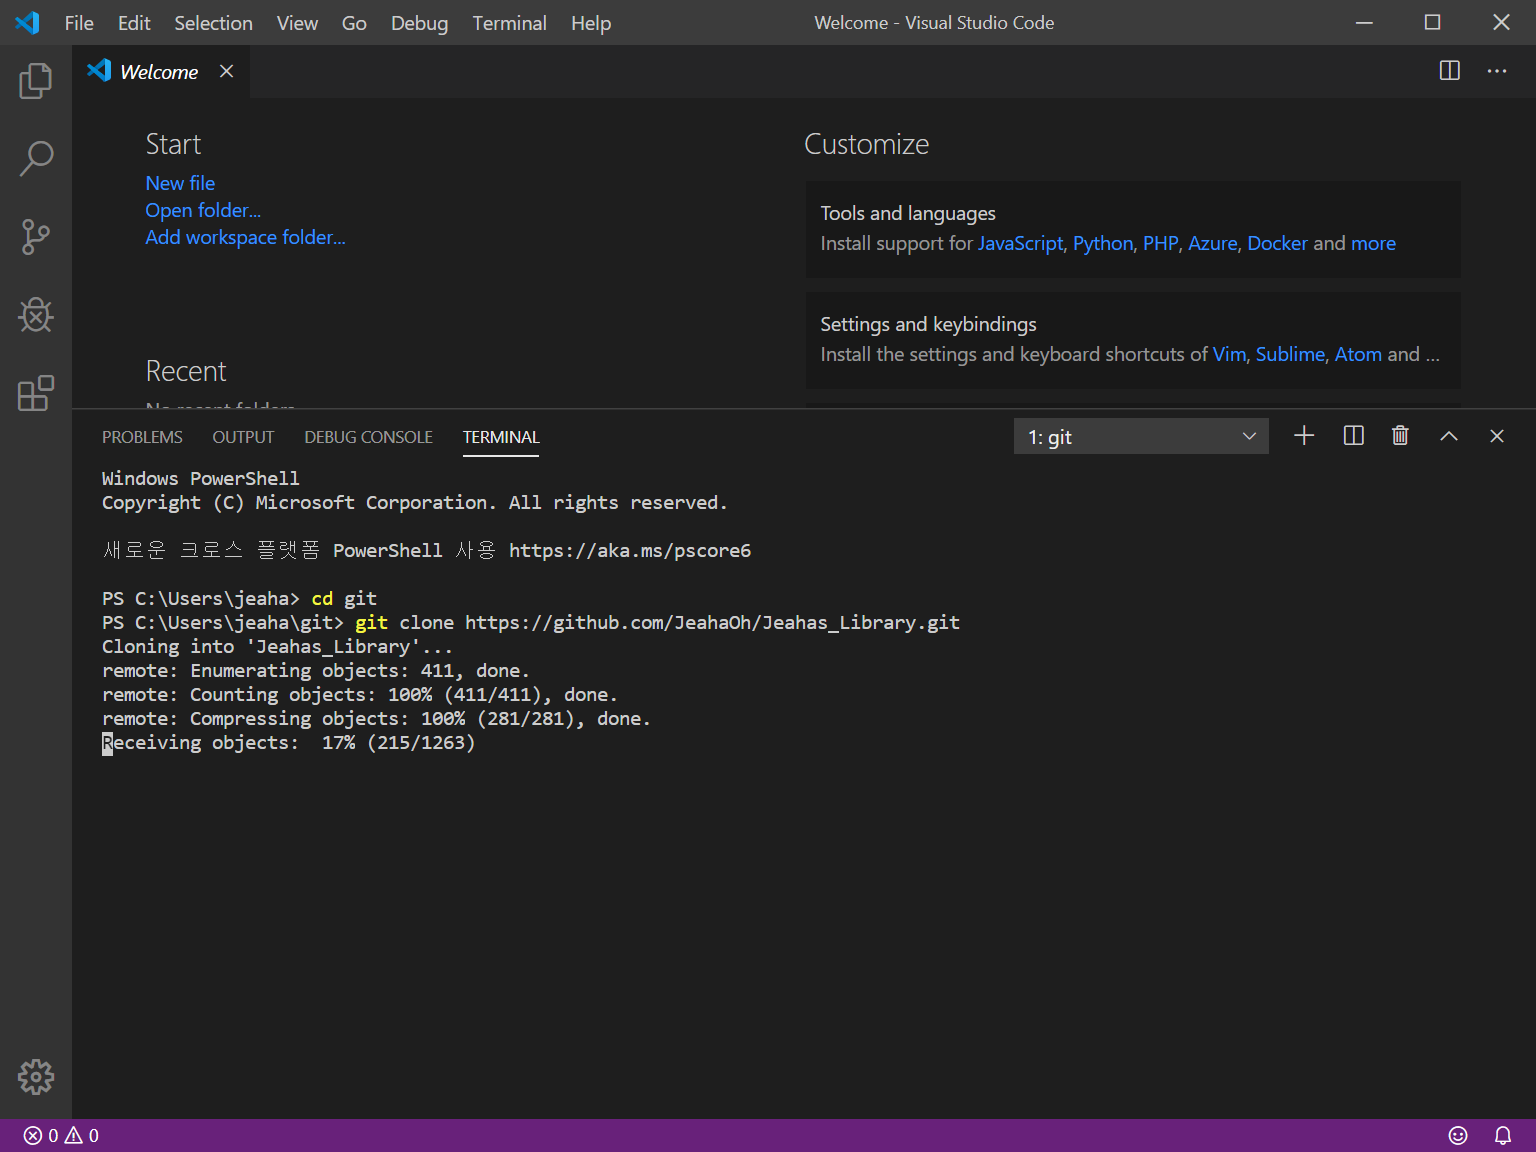 File Edit Selection View Go Debug Terminal Help Welcome - Visual Studio Code
Welcome
Start
New file
Open folder...
Add workspace folder...
Recent
No recent folders
Customize
Tools and languages
Install support for JavaScript, Python, PHP, Azure, Docker and more
Settings and keybindings
Install the settings and keyboard shortcuts of Vim, Sublime, Atom and ...
PROBLEMS OUTPUT DEBUG CONSOLE TERMINAL 1: git
Windows PowerShell
Copyright (C) Microsoft Corporation. All rights reserved.
새로운 크로스 플랫폼 PowerShell 사용 https://aka.ms/pscore6
PS C:\Users\jeaha> cd git
PS C:\Users\jeaha\git> git clone https://github.com/JeahaOh/Jeahas_Library.git
Cloning into 'Jeahas_Library'...
remote: Enumerating objects: 411, done.
remote: Counting objects: 100% (411/411), done.
remote: Compressing objects: 100% (281/281), done.
Receiving objects:  17% (215/1263)
0 0